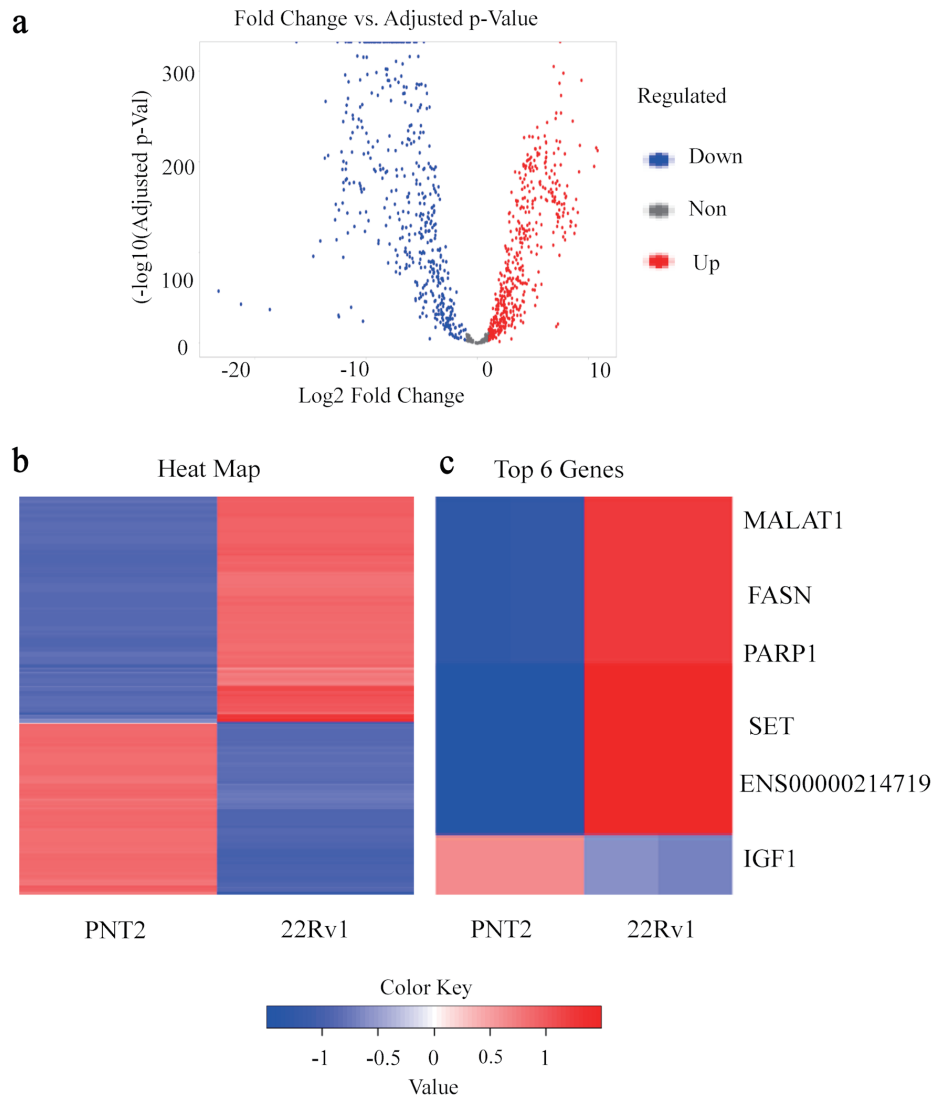 a
Fold Change vs. Adjusted p-Value
(-log10(Adjusted p-Val)
300
200
100
0
-20
-10
0
10
Log2 Fold Change
Regulated
Down
Non
Up
b
Heat Map
PNT2
22Rv1
c
Top 6 Genes
MALAT1
FASN
PARP1
SET
ENS00000214719
IGF1
PNT2
22Rv1
Color Key
-1
-0.5
0
0.5
1
Value